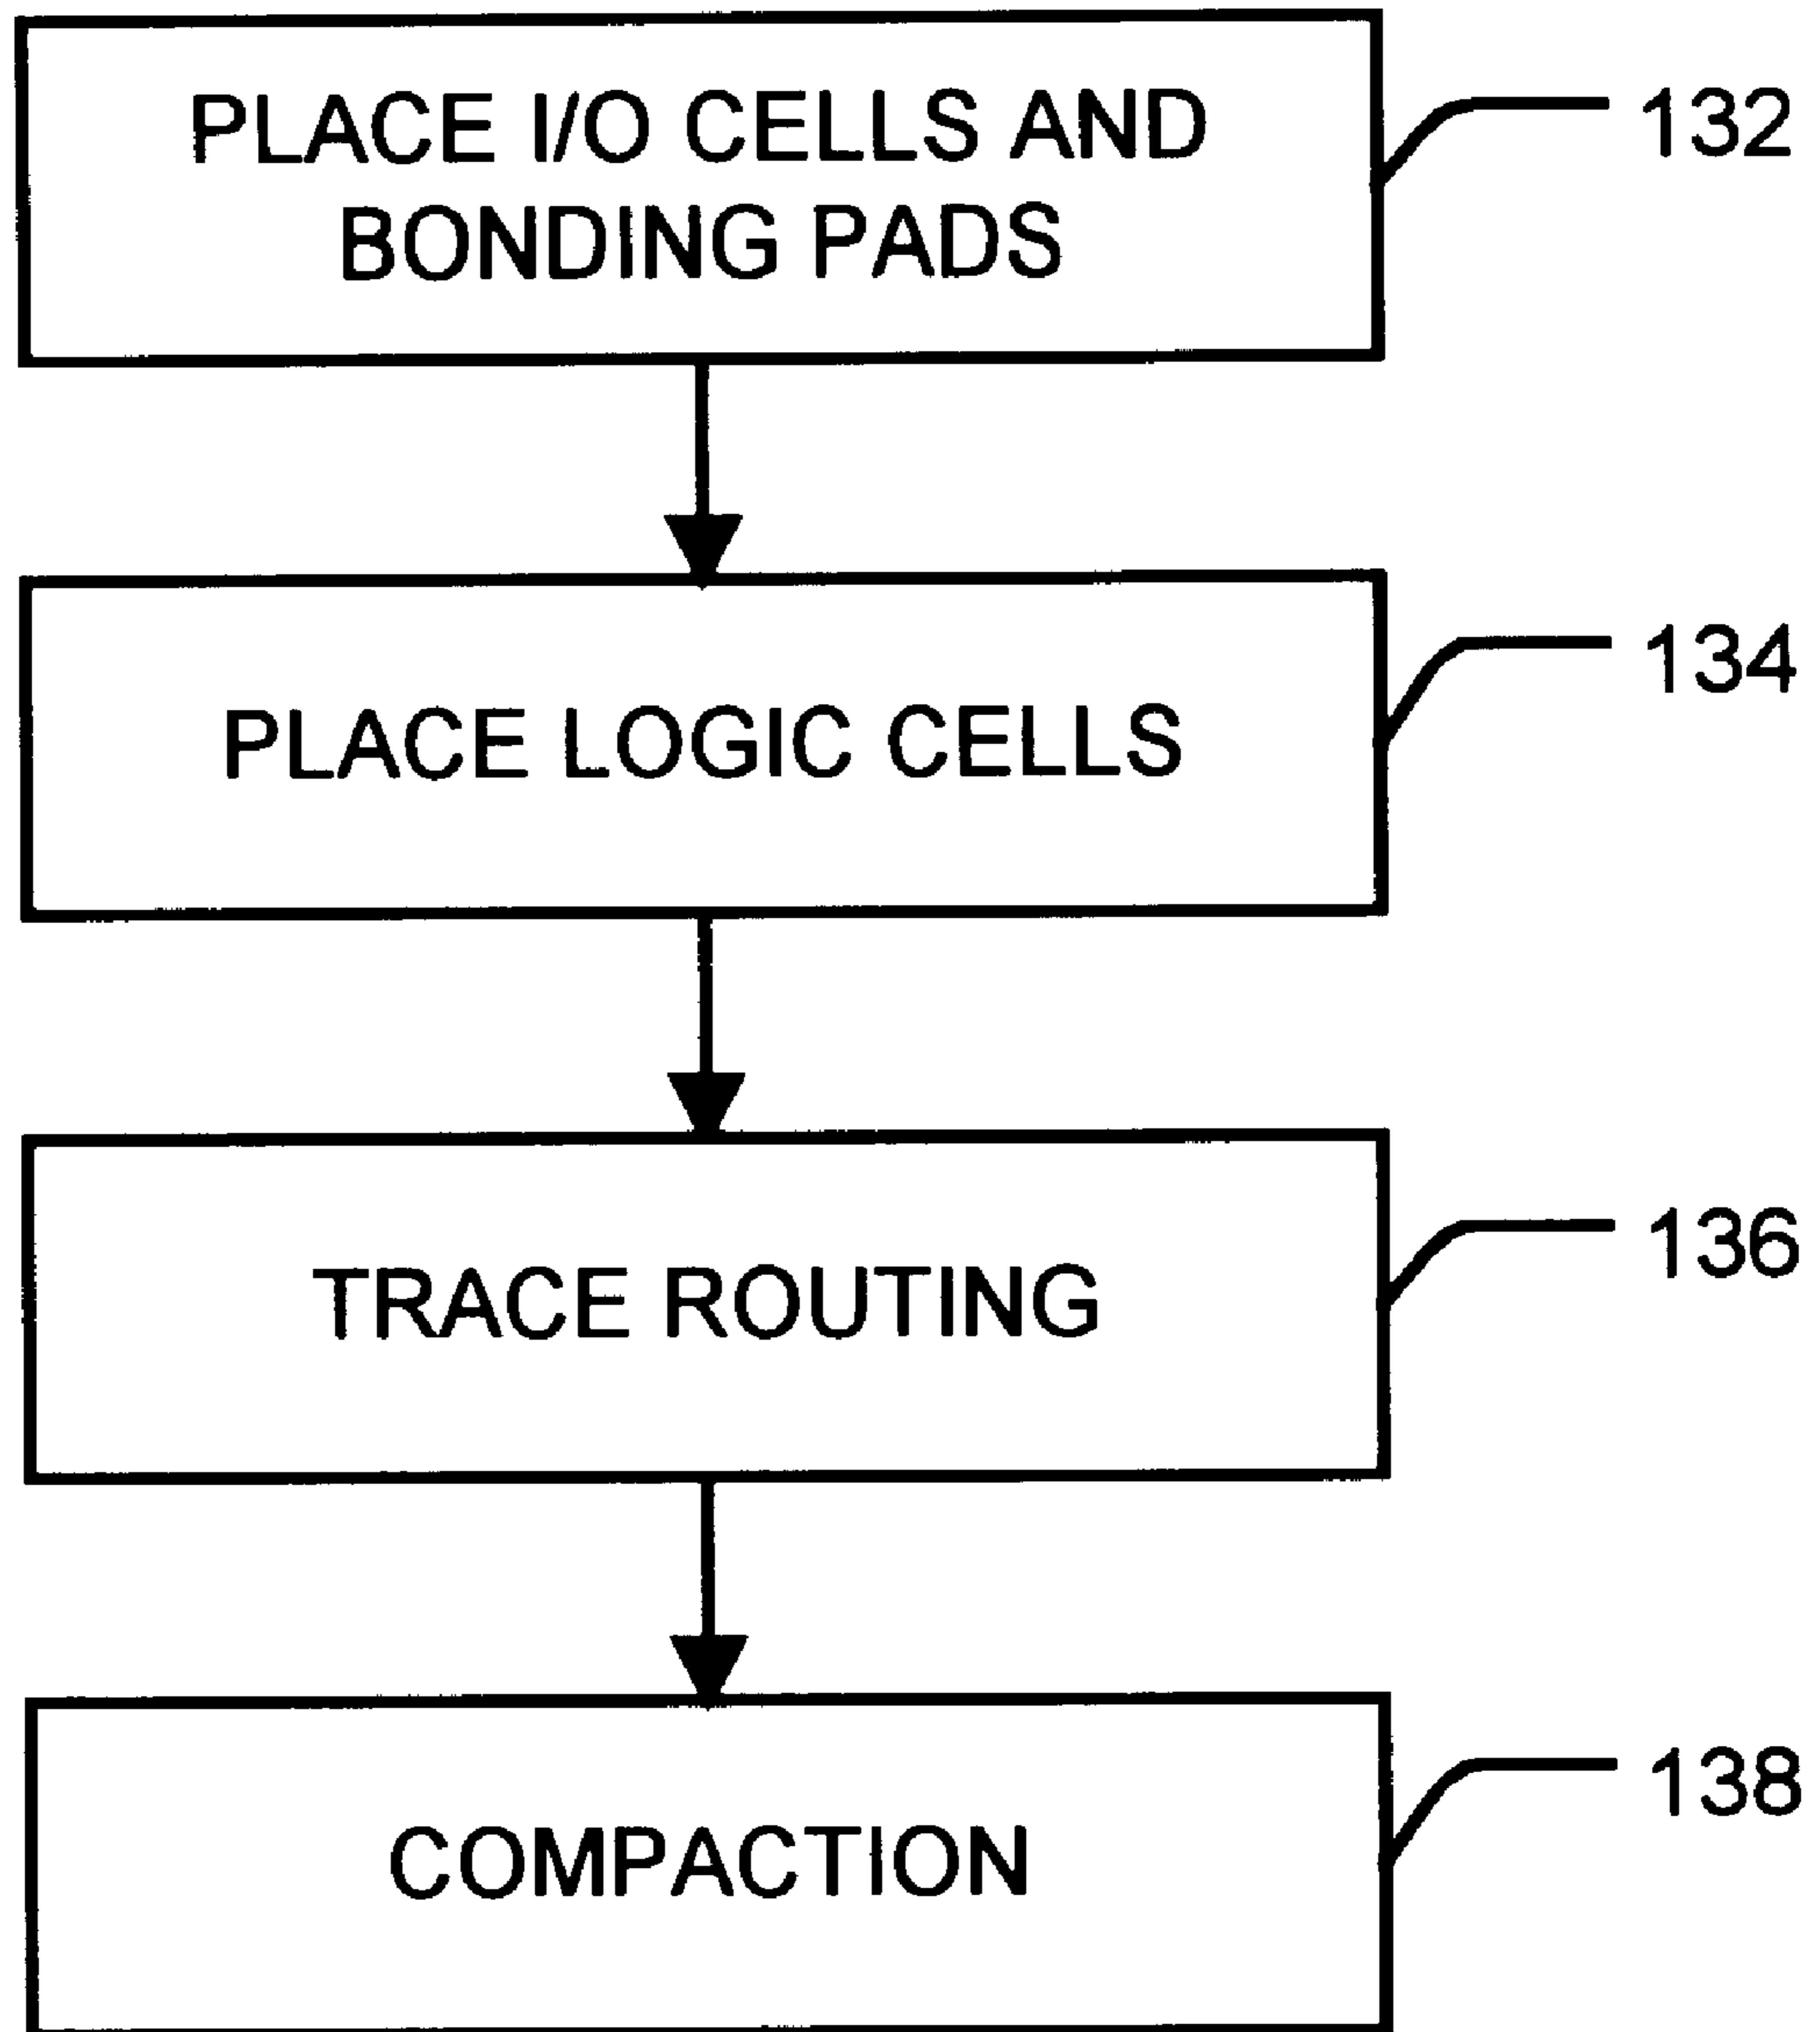 PLACE I/O CELLS AND
BONDING PADS
132
PLACE LOGIC CELLS
134
TRACE ROUTING
136
COMPACTION
138